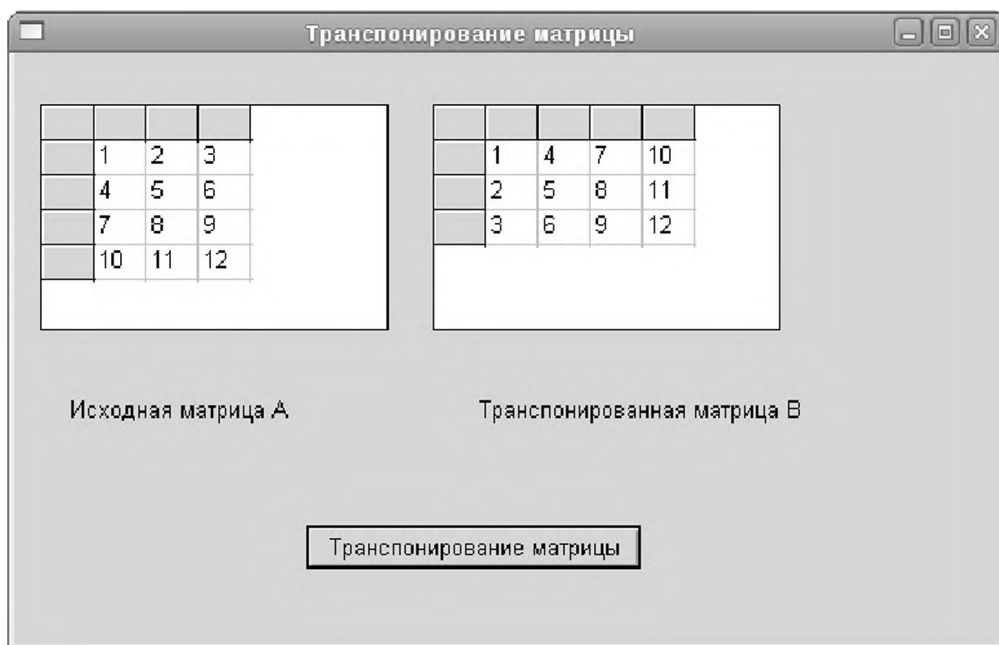 Транспонирование матрицы
1 2 3
4 5 6
7 8 9
10 11 12
1 4 7 10
2 5 8 11
3 6 9 12
Исходная матрица А
Транспонированная матрица В
Транспонирование матрицы